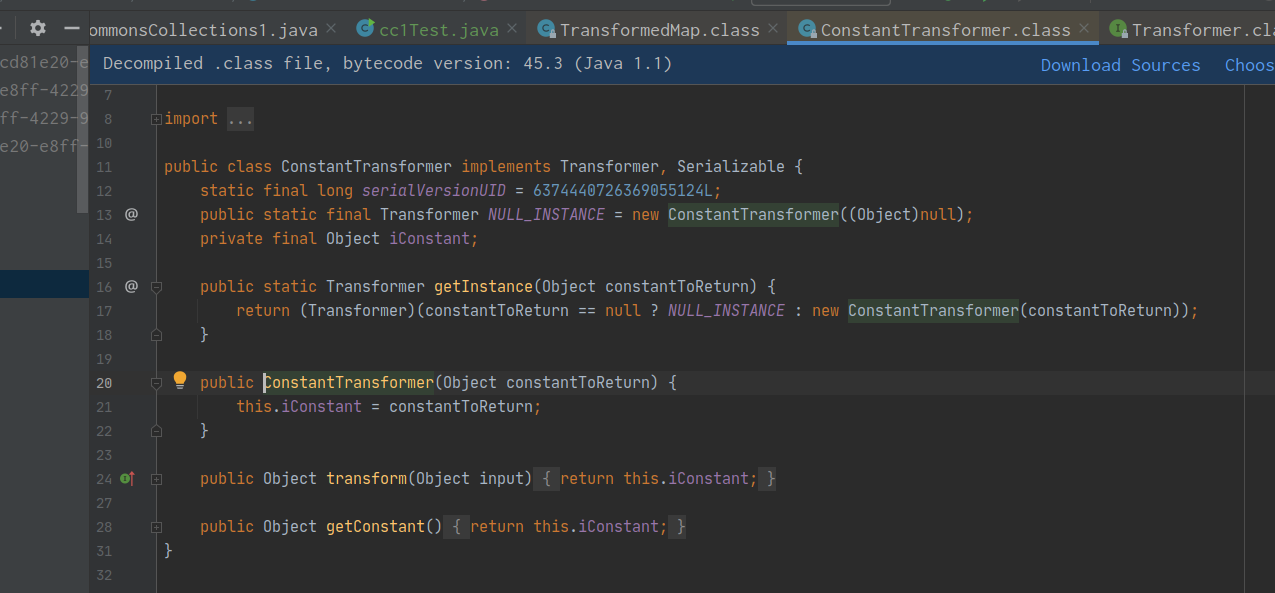 ommonsCollections1.java cc1Test.java TransformedMap.class ConstantTransformer.class Transformer.cla
Decompiled .class file, bytecode version: 45.3 (Java 1.1) Download Sources Choos
cd81e20-e
e8ff-4229
ff-4229-9
e20-e8ff-
7
8 import ...
10
11 public class ConstantTransformer implements Transformer, Serializable {
12 static final long serialVersionUID = 6374440726369055124L;
13 @ public static final Transformer NULL_INSTANCE = new ConstantTransformer((Object)null);
14 private final Object iConstant;
15
16 @ public static Transformer getInstance(Object constantToReturn) {
17 return (Transformer)(constantToReturn == null ? NULL_INSTANCE : new ConstantTransformer(constantToReturn));
18 }
19
20 public ConstantTransformer(Object constantToReturn) {
21 this.iConstant = constantToReturn;
22 }
23
24 public Object transform(Object input) { return this.iConstant; }
27
28 public Object getConstant() { return this.iConstant; }
31 }
32